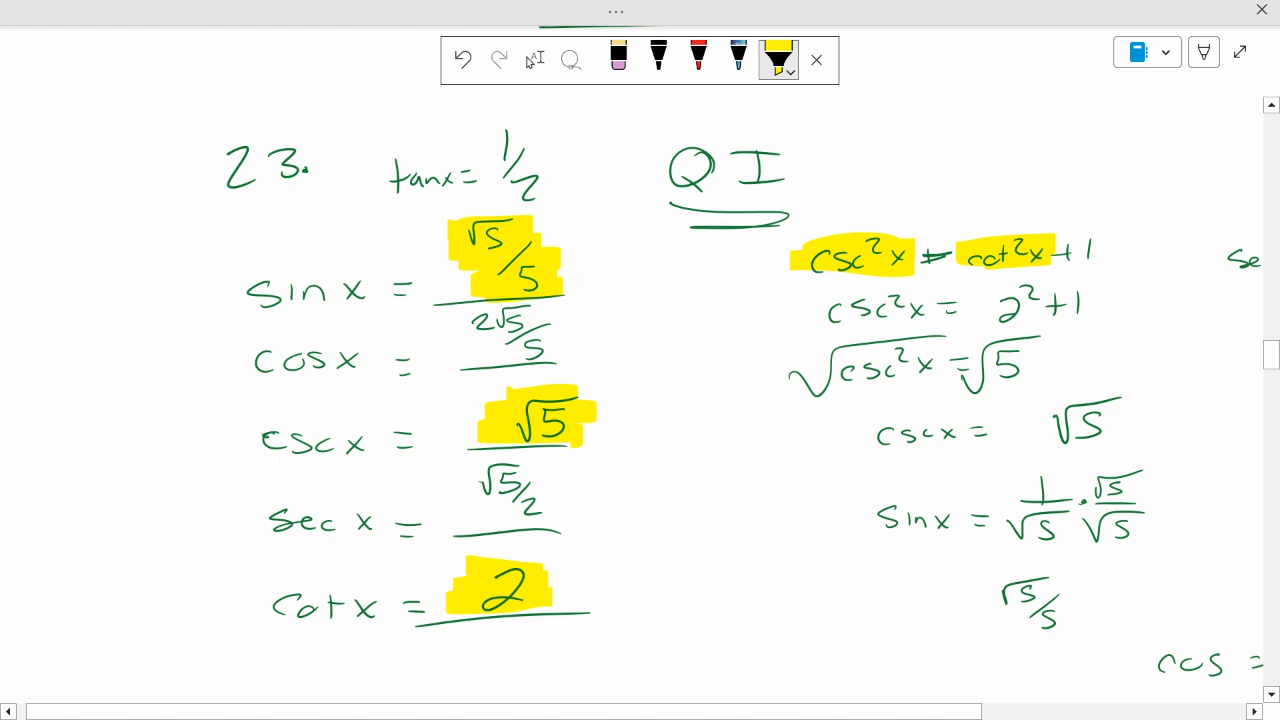 23. tanx = 1/2 QI
sin x = √5/5
cos x = 2√5/5
csc x = √5
sec x = √5/2
cot x = 2
csc²x = cot²x + 1
csc²x = 2² + 1
√csc²x = √5
csc x = √5
sin x = 1/√5 · √5/√5
√5/5
se
cos =